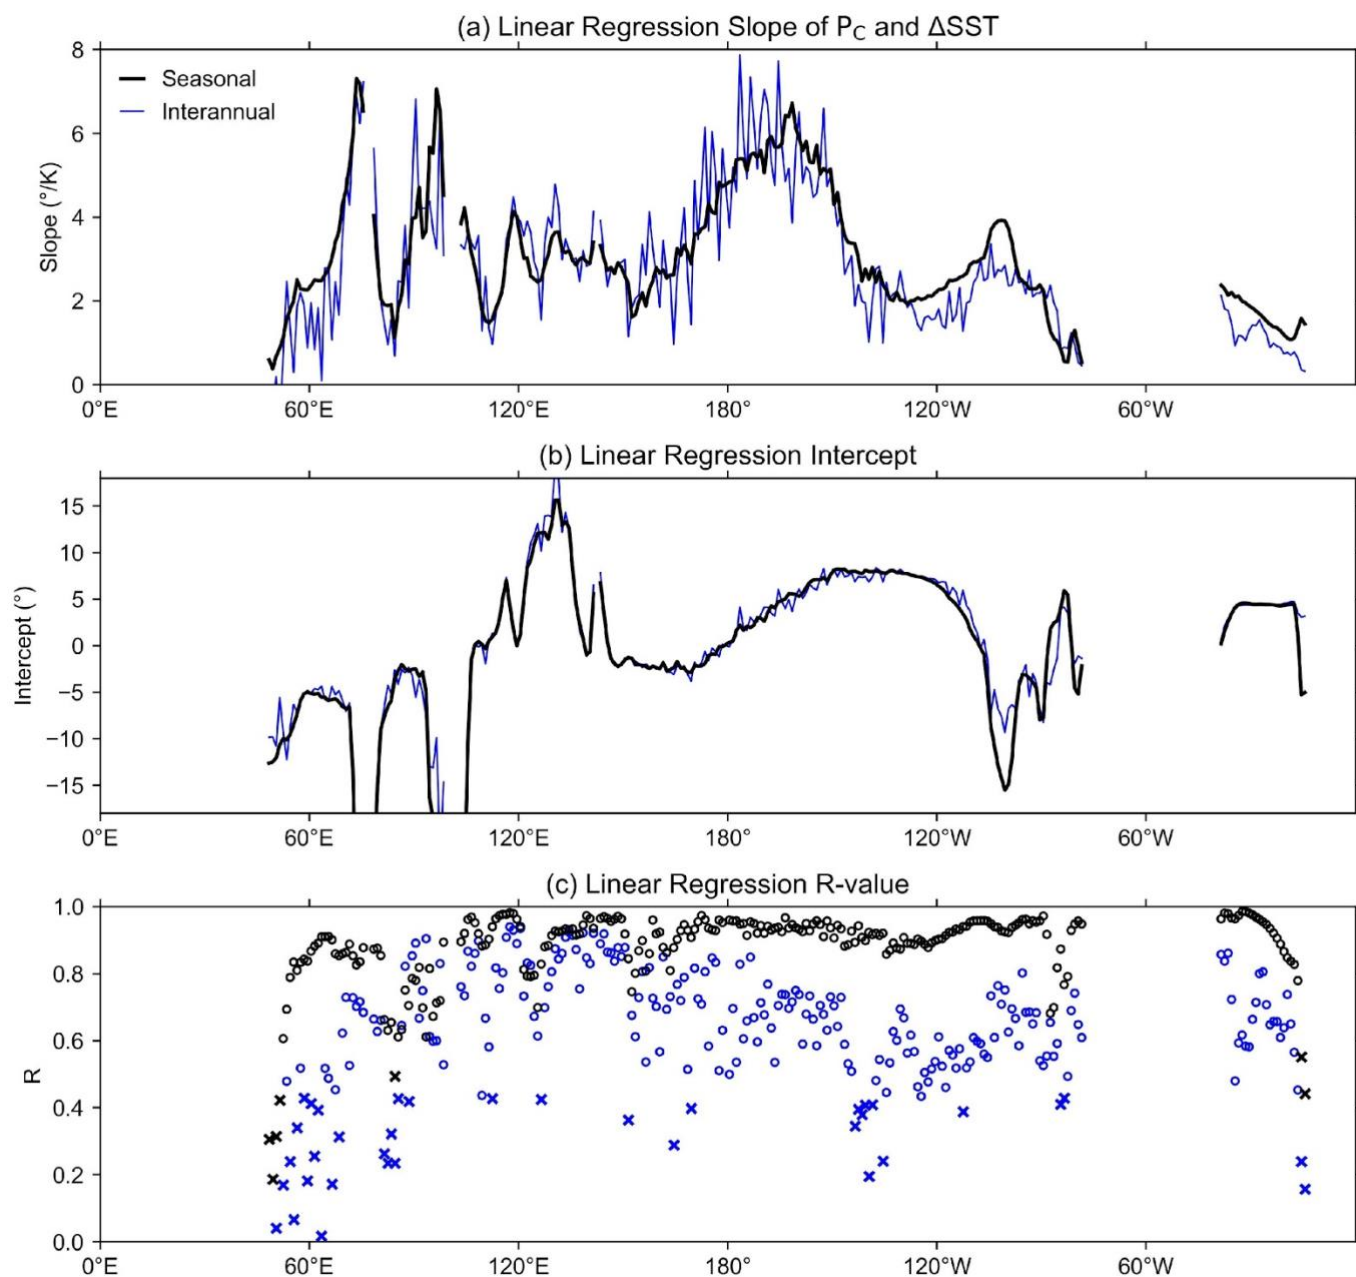 (a) Linear Regression Slope of P_C and ΔSST
8
6
4
2
0
Slope (°/K)
Seasonal
Interannual
0°E 60°E 120°E 180° 120°W 60°W
(b) Linear Regression Intercept
15
10
5
0
−5
−10
−15
Intercept (°)
0°E 60°E 120°E 180° 120°W 60°W
(c) Linear Regression R-value
1.0
0.8
0.6
0.4
0.2
0.0
R
0°E 60°E 120°E 180° 120°W 60°W